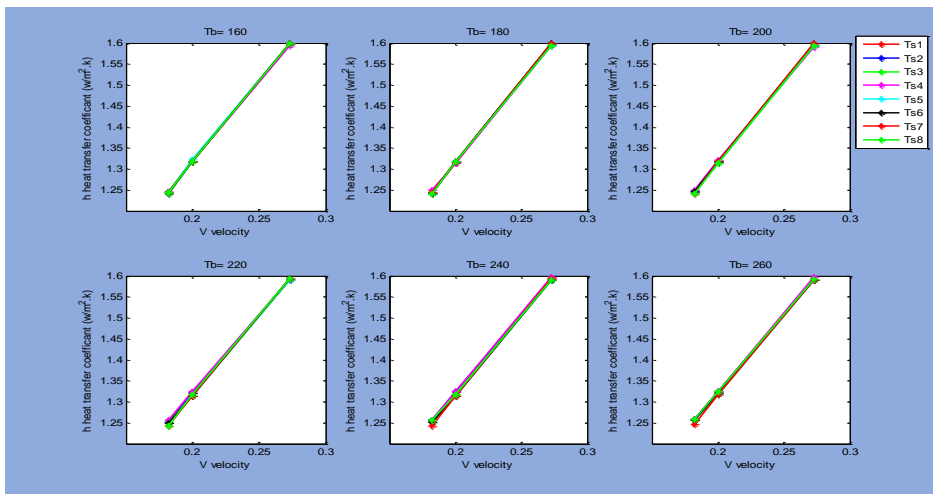 Tb= 160
1.6
1.55
1.5
1.45
1.4
1.35
1.3
1.25
h heat transfer coefficant (w/m².k)
0.2 0.25 0.3
V velocity
Tb= 180
1.6
1.55
1.5
1.45
1.4
1.35
1.3
1.25
h heat transfer coefficient (w/m².k)
0.2 0.25 0.3
V velocity
Tb= 200
1.6
1.55
1.5
1.45
1.4
1.35
1.3
1.25
h heat transfer coefficient (w/m².k)
0.2 0.25 0.3
V velocity
Ts1
Ts2
Ts3
Ts4
Ts5
Ts6
Ts7
Ts8
Tb= 220
1.6
1.55
1.5
1.45
1.4
1.35
1.3
1.25
h heat transfer coefficant (w/m².k)
0.2 0.25 0.3
V velocity
Tb= 240
1.6
1.55
1.5
1.45
1.4
1.35
1.3
1.25
h heat transfer coefficant (w/m².k)
0.2 0.25 0.3
V velocity
Tb= 260
1.6
1.55
1.5
1.45
1.4
1.35
1.3
1.25
h heat transfer coefficant (w/m².k)
0.2 0.25 0.3
V velocity